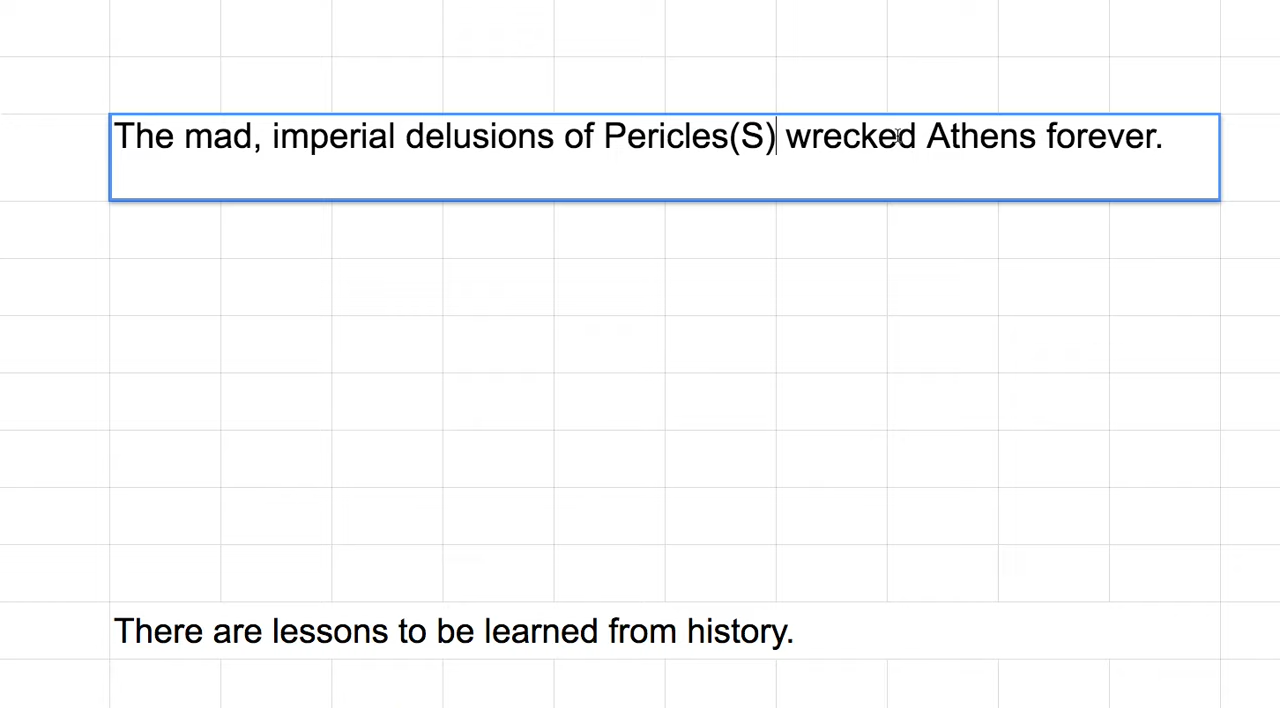 The mad, imperial delusions of Pericles(S) wrecked Athens forever.
There are lessons to be learned from history.